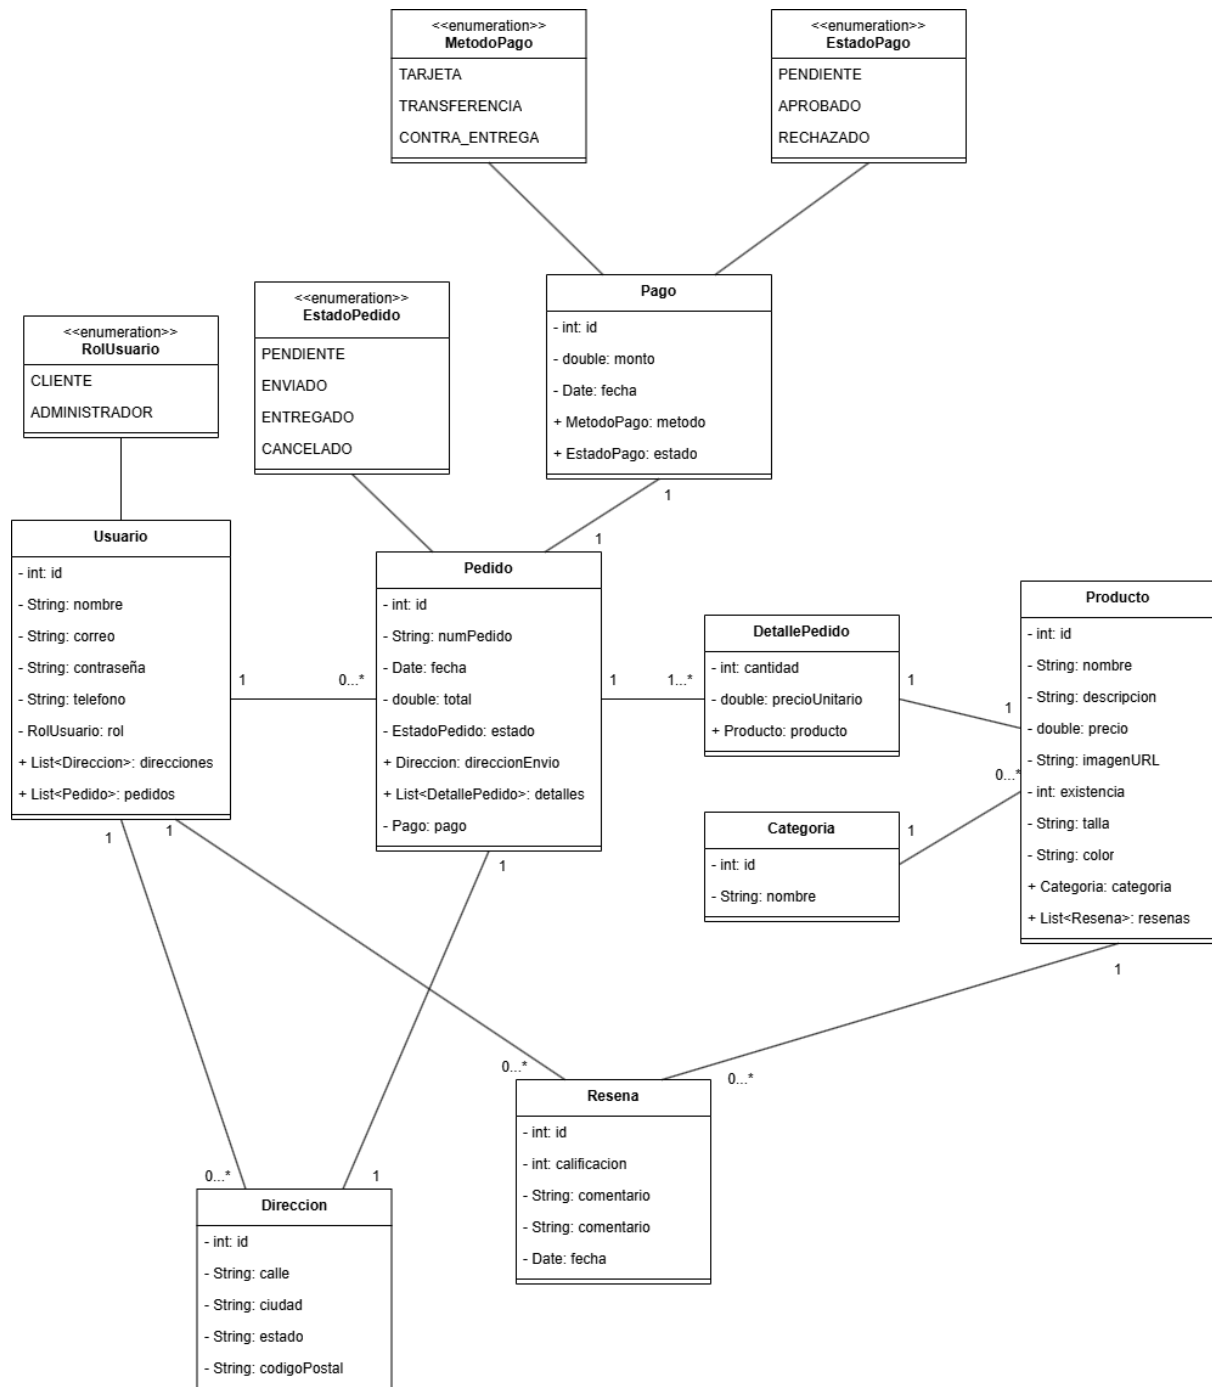 <<enumeration>>
MetodoPago
TARJETA
TRANSFERENCIA
CONTRA_ENTREGA
<<enumeration>>
EstadoPago
PENDIENTE
APROBADO
RECHAZADO
Pago
- int: id
- double: monto
- Date: fecha
+ MetodoPago: metodo
+ EstadoPago: estado
1
1
<<enumeration>>
EstadoPedido
PENDIENTE
ENVIADO
ENTREGADO
CANCELADO
<<enumeration>>
RolUsuario
CLIENTE
ADMINISTRADOR
Usuario
- int: id
- String: nombre
- String: correo
- String: contraseña
- String: telefono
- RolUsuario: rol
+ List<Direccion>: direcciones
+ List<Pedido>: pedidos
1
0...*
1
1
Pedido
- int: id
- String: numPedido
- Date: fecha
- double: total
- EstadoPedido: estado
+ Direccion: direccionEnvio
+ List<DetallePedido>: detalles
- Pago: pago
1
1...*
1
DetallePedido
- int: cantidad
- double: precioUnitario
+ Producto: producto
1
1
Categoria
- int: id
- String: nombre
1
0...*
Producto
- int: id
- String: nombre
- String: descripcion
- double: precio
- String: imagenURL
- int: existencia
- String: talla
- String: color
+ Categoria: categoria
+ List<Resena>: resenas
1
0...*
0...*
Resena
- int: id
- int: calificacion
- String: comentario
- String: comentario
- Date: fecha
0...*
1
Direccion
- int: id
- String: calle
- String: ciudad
- String: estado
- String: codigoPostal